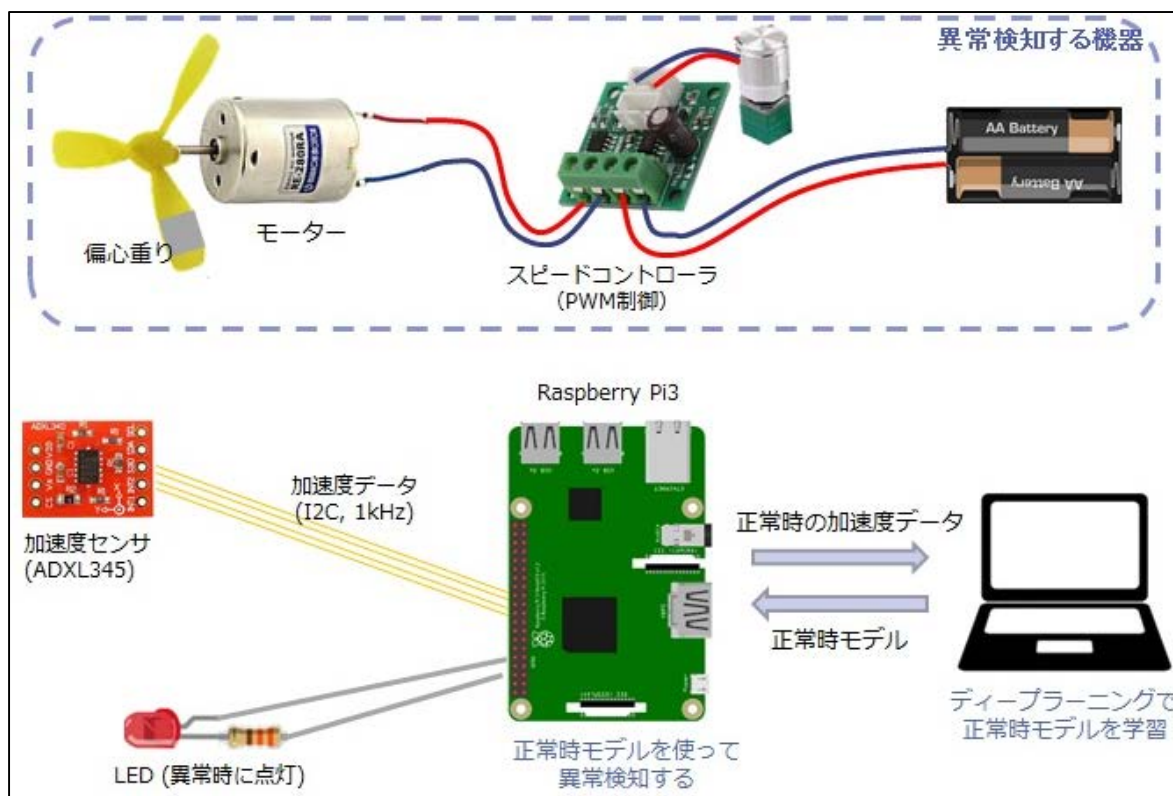 異常検知する機器
AA Battery
AA Battery
RE-280RA
モーター
偏心重り
スピードコントローラ
(PWM制御)
Raspberry Pi3
ADXL345
加速度データ
(I2C, 1kHz)
加速度センサ
(ADXL345)
正常時の加速度データ
正常時モデル
ディープラーニングで
正常時モデルを学習
正常時モデルを使って
異常検知する
LED (異常時に点灯)